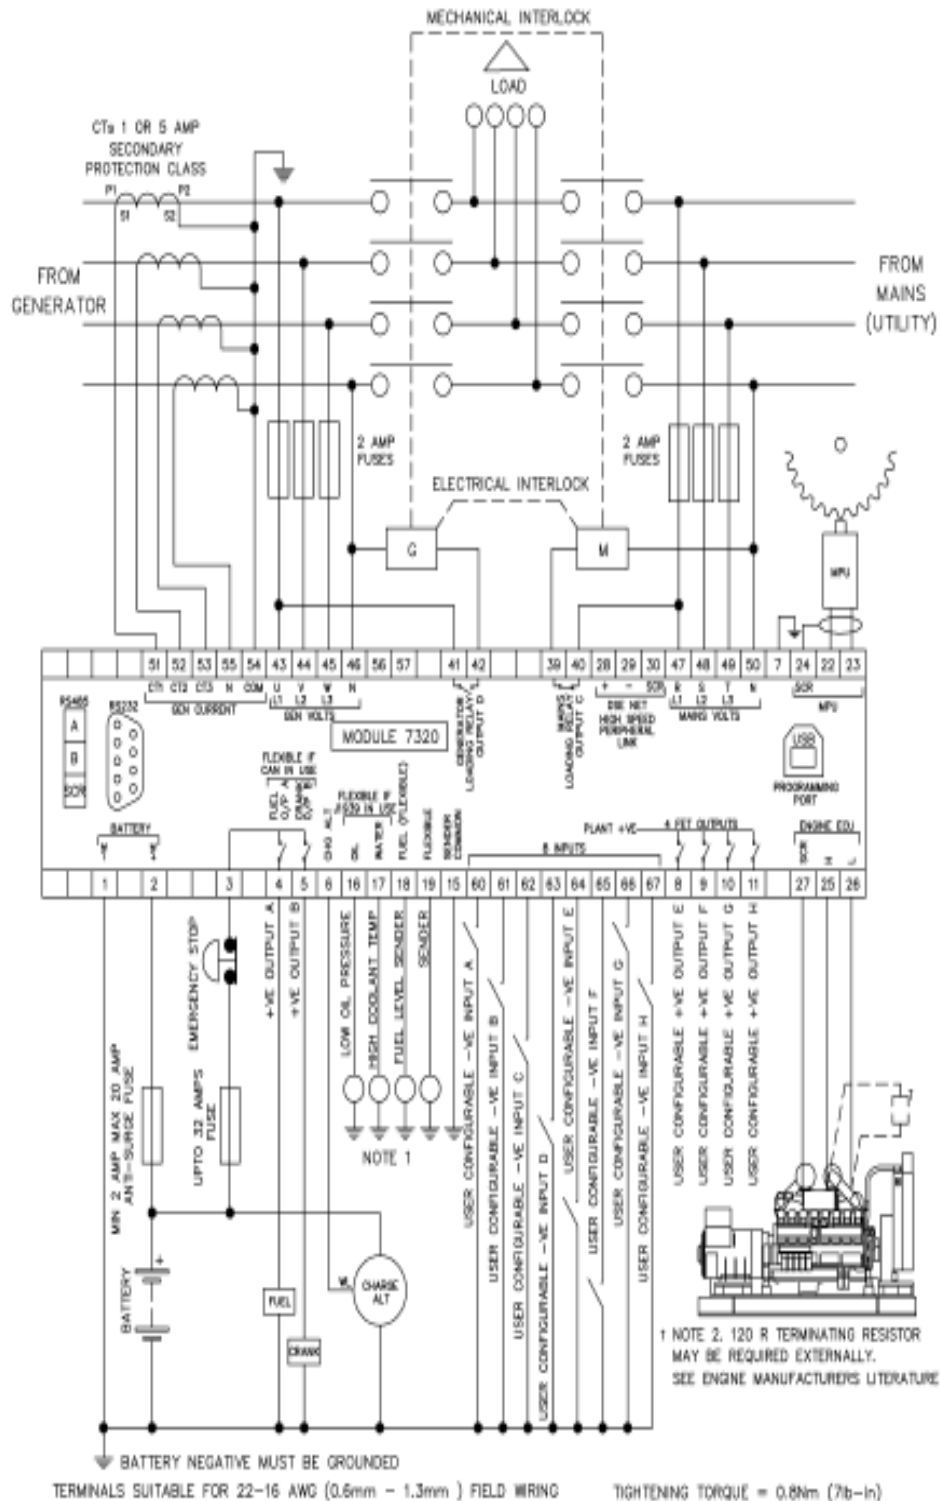 MECHANICAL INTERLOCK
LOAD
CTs 1 OR 5 AMP
SECONDARY
PROTECTION CLASS
P1
P2
S1
S2
FROM
GENERATOR
FROM
MAINS
(UTILITY)
2 AMP
FUSES
2 AMP
FUSES
ELECTRICAL INTERLOCK
G
M
MPU
51 52 53 55 54 43 44 45 46 56 57 41 42 39 40 28 29 30 47 48 49 50 7 24 22 23
CT1 CT2 CT3 N COM
GEN CURRENT
U V W N
L1 L2 L3
GEN VOLTS
GENERATOR
LOADING RELAY
OUTPUT D
MAINS
LOADING RELAY
OUTPUT C
+ - SCR
DSE NET
HIGH SPEED
PERIPHERAL
LINK
R S T N
L1 L2 L3
MAINS VOLTS
SCR
MPU
RS485
A
B
SCR
RS232
MODULE 7320
USB
PROGRAMMING
PORT
BATTERY
-VE
+VE
FLEXIBLE IF
CAN IN USE
FUEL
O/P A
CRANK
O/P B
CHG ALT
FLEXIBLE IF
J1939 IN USE
OIL
WATER
FUEL (FLEXIBLE)
FLEXIBLE
SENDER
COMMON
8 INPUTS
PLANT +VE
4 FET OUTPUTS
ENGINE ECU
SCR
H
L
1 2 3 4 5 6 16 17 18 19 15 60 61 62 63 64 65 66 67 8 9 10 11 27 25 26
MIN 2 AMP MAX 20 AMP
ANTI-SURGE FUSE
EMERGENCY STOP
UPTO 32 AMPS
FUSE
+VE OUTPUT A
+VE OUTPUT B
LOW OIL PRESSURE
HIGH COOLANT TEMP
FUEL LEVEL SENDER
SENDER
NOTE 1
USER CONFIGURABLE -VE INPUT A
USER CONFIGURABLE -VE INPUT B
USER CONFIGURABLE -VE INPUT C
USER CONFIGURABLE -VE INPUT D
USER CONFIGURABLE -VE INPUT E
USER CONFIGURABLE -VE INPUT F
USER CONFIGURABLE -VE INPUT G
USER CONFIGURABLE -VE INPUT H
USER CONFIGURABLE +VE OUTPUT E
USER CONFIGURABLE +VE OUTPUT F
USER CONFIGURABLE +VE OUTPUT G
USER CONFIGURABLE +VE OUTPUT H
BATTERY
+
-
FUEL
CRANK
WL
CHARGE
ALT
† NOTE 2. 120 R TERMINATING RESISTOR
MAY BE REQUIRED EXTERNALLY.
SEE ENGINE MANUFACTURERS LITERATURE
BATTERY NEGATIVE MUST BE GROUNDED
TERMINALS SUITABLE FOR 22-16 AWG (0.6mm - 1.3mm ) FIELD WIRING
TIGHTENING TORQUE = 0.8Nm (7lb-in)